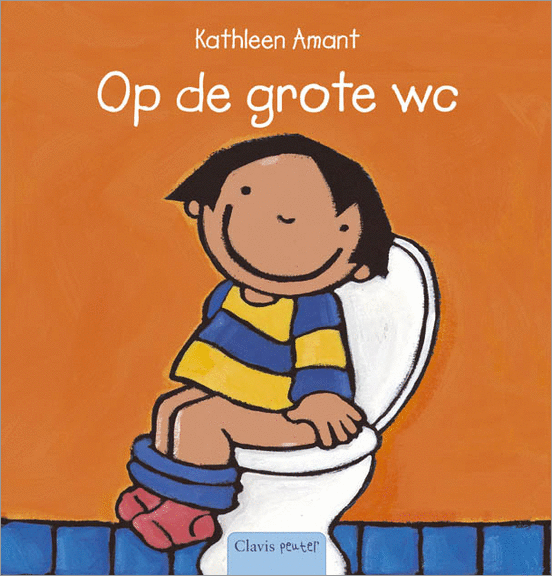 Kathleen Amant
Op de grote wc
Clavis peuter